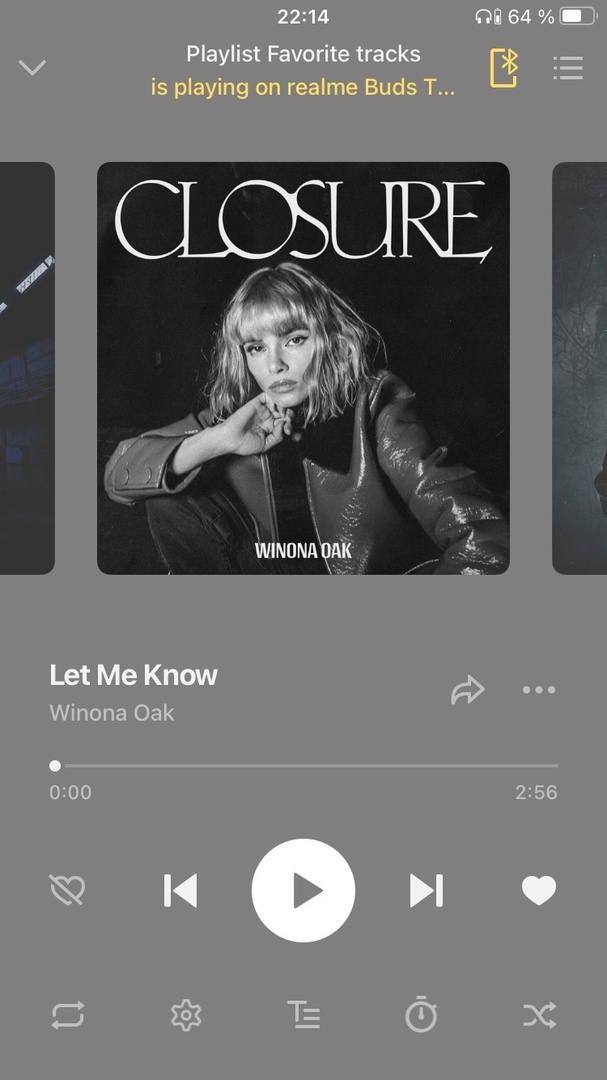 22:14
64 %
Playlist Favorite tracks
is playing on realme Buds T...
CLOSURE
WINONA OAK
Let Me Know
Winona Oak
0:00
2:56